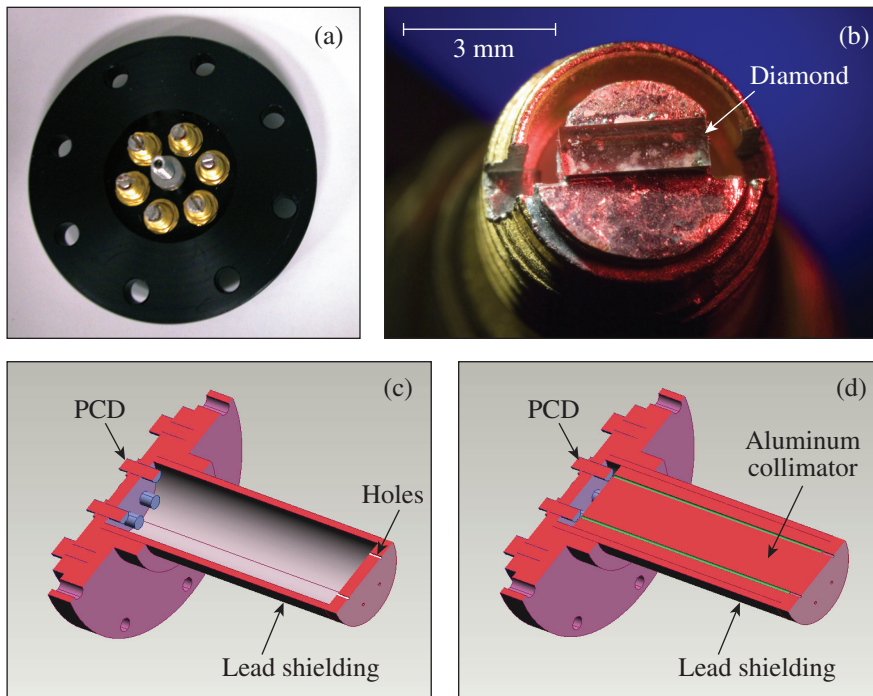 (a)
3 mm
(b)
Diamond
(c)
PCD
Holes
Lead shielding
(d)
PCD
Aluminum
collimator
Lead shielding